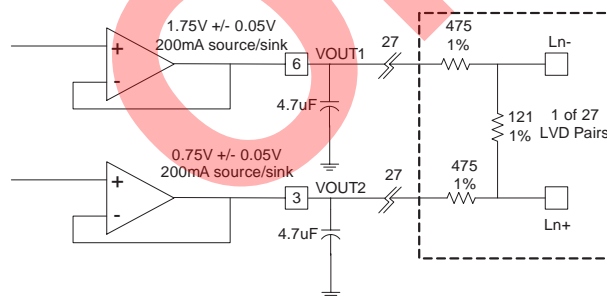 1.75V +/- 0.05V
200mA source/sink
+
-
6
VOUT1
4.7uF
27
475
1%
Ln-
121
1%
1 of 27
LVD Pairs
0.75V +/- 0.05V
200mA source/sink
+
-
3
VOUT2
4.7uF
27
475
1%
Ln+